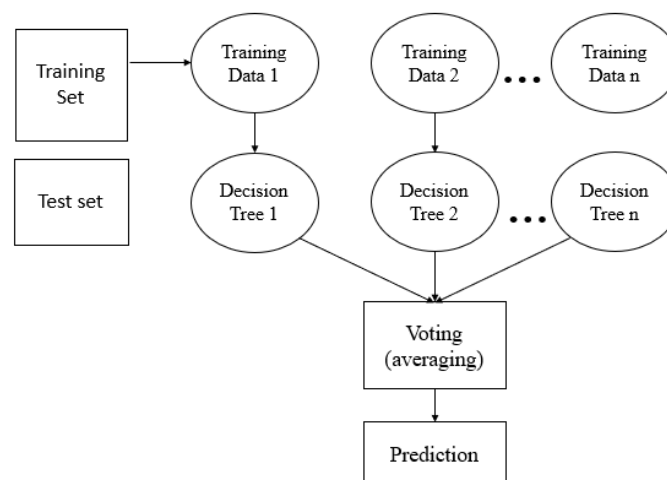 Training
Set
Training
Data 1
Training
Data 2
...
Training
Data n
Test set
Decision
Tree 1
Decision
Tree 2
...
Decision
Tree n
Voting
(averaging)
Prediction